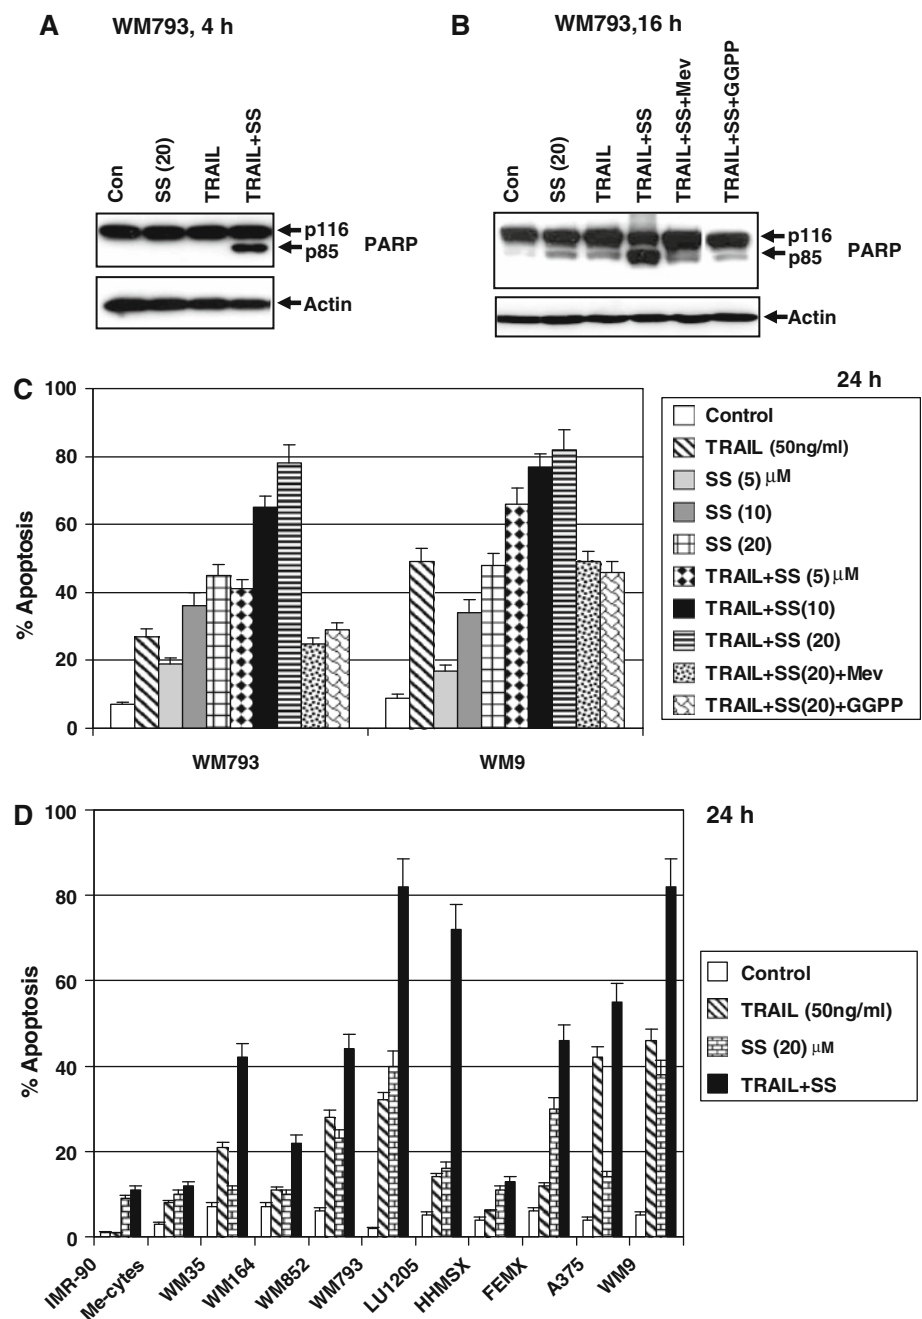 A WM793, 4 h
Con
SS (20)
TRAIL
TRAIL+SS
p116
p85
PARP
Actin
B WM793,16 h
Con
SS (20)
TRAIL
TRAIL+SS
TRAIL+SS+Mev
TRAIL+SS+GGPP
p116
p85
PARP
Actin
C
24 h
% Apoptosis
100
80
60
40
20
0
WM793
WM9
Control
TRAIL (50ng/ml)
SS (5) μM
SS (10)
SS (20)
TRAIL+SS (5) μM
TRAIL+SS(10)
TRAIL+SS (20)
TRAIL+SS(20)+Mev
TRAIL+SS(20)+GGPP
D
24 h
% Apoptosis
100
80
60
40
20
0
IMR-90
Me-cytes
WM35
WM164
WM852
WM793
LU1205
HHMSX
FEMX
A375
WM9
Control
TRAIL (50ng/ml)
SS (20) μM
TRAIL+SS